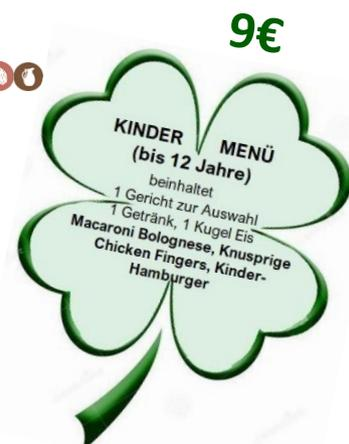 9€
KINDER MENÜ
(bis 12 Jahre)
beinhaltet
1 Gericht zur Auswahl
1 Getränk, 1 Kugel Eis
Macaroni Bolognese, Knusprige
Chicken Fingers, Kinder-
Hamburger